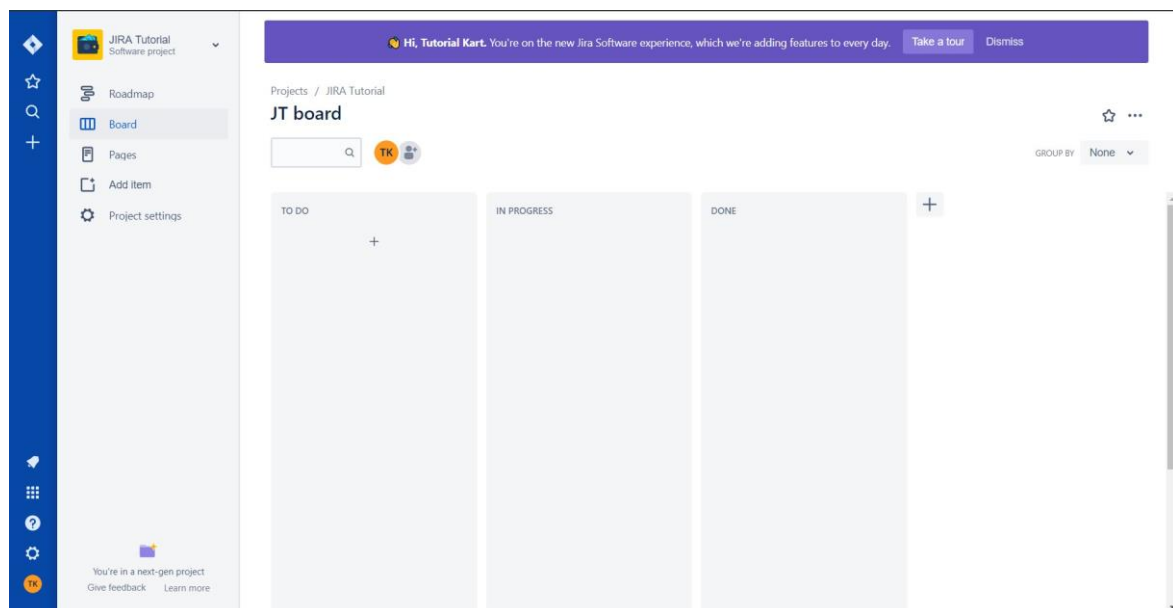 JIRA Tutorial
Software project
Roadmap
Board
Pages
Add item
Project settings
You're in a next-gen project
Give feedback Learn more
TK
Hi, Tutorial Kart. You're on the new Jira Software experience, which we're adding features to every day. Take a tour Dismiss
Projects / JIRA Tutorial
JT board
TK
GROUP BY None
TO DO IN PROGRESS DONE